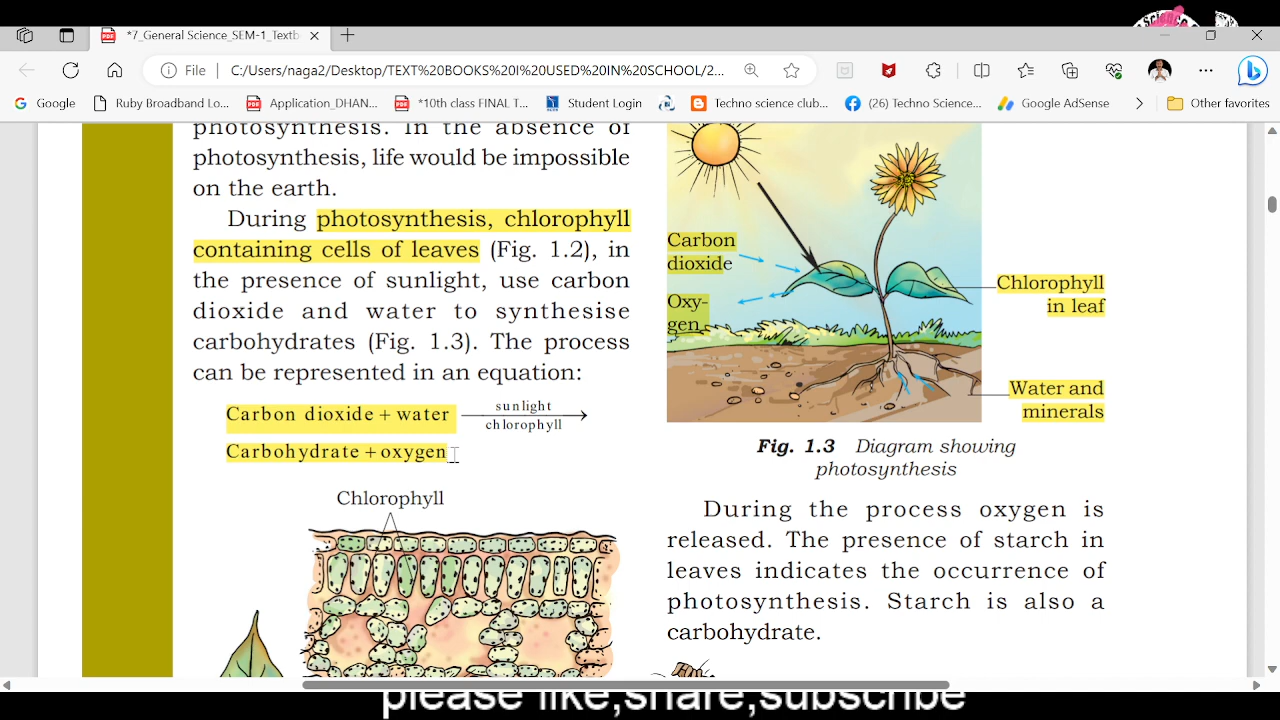 Science
*7_General Science_SEM-1_Textb
File
C:/Users/naga2/Desktop/TEXT%20BOOKS%20I%20USED%20IN%20SCHOOL/2...
Google
Ruby Broadband Lo...
Application_DHAN...
*10th class FINAL T...
Student Login
Techno science club...
(26) Techno Science...
Google AdSense
Other favorites
photosynthesis. In the absence of
photosynthesis, life would be impossible
on the earth.
During photosynthesis, chlorophyll
containing cells of leaves (Fig. 1.2), in
the presence of sunlight, use carbon
dioxide and water to synthesise
carbohydrates (Fig. 1.3). The process
can be represented in an equation:
Carbon dioxide + water
sunlight
chlorophyll
Carbohydrate + oxygen
Chlorophyll
Carbon
dioxide
Oxy-
gen
Chlorophyll
in leaf
Water and
minerals
Fig. 1.3 Diagram showing
photosynthesis
During the process oxygen is
released. The presence of starch in
leaves indicates the occurrence of
photosynthesis. Starch is also a
carbohydrate.
please like,share,subscribe